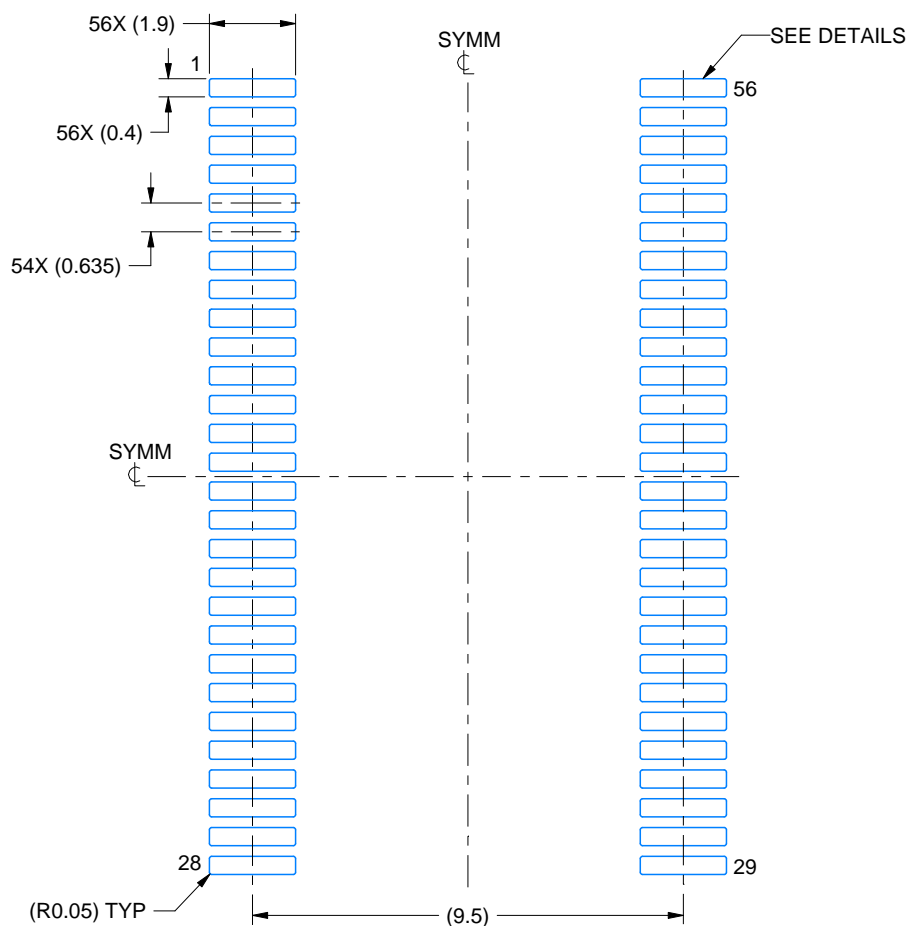 56X (1.9)
SYMM
SEE DETAILS
1
56
56X (0.4)
54X (0.635)
SYMM
28
29
(R0.05) TYP
(9.5)